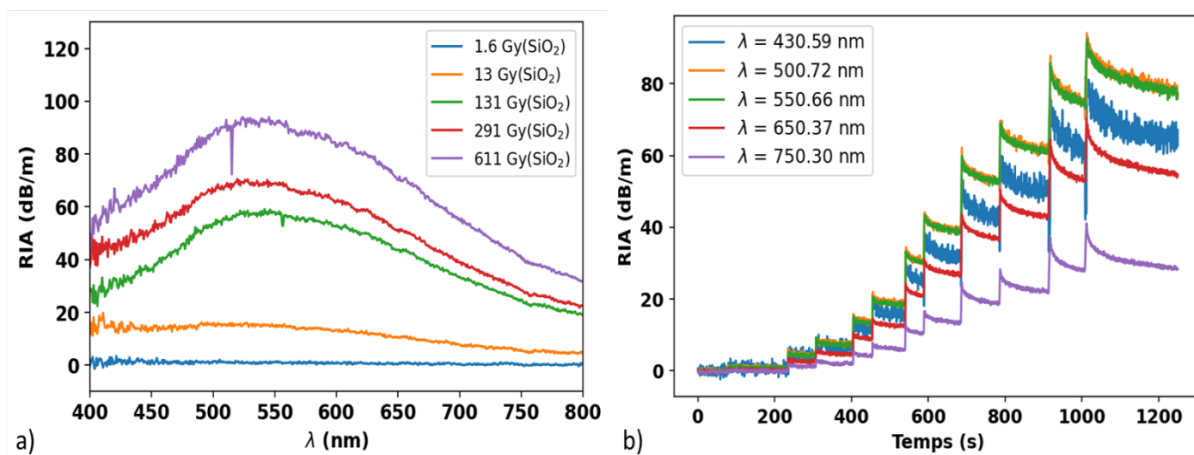 120
100
80
60
40
20
0
RIA (dB/m)
1.6 Gy(SiO₂)
13 Gy(SiO₂)
131 Gy(SiO₂)
291 Gy(SiO₂)
611 Gy(SiO₂)
400 450 500 550 600 650 700 750 800
λ (nm)
a)
80
60
40
20
0
RIA (dB/m)
λ = 430.59 nm
λ = 500.72 nm
λ = 550.66 nm
λ = 650.37 nm
λ = 750.30 nm
0 200 400 600 800 1000 1200
Temps (s)
b)